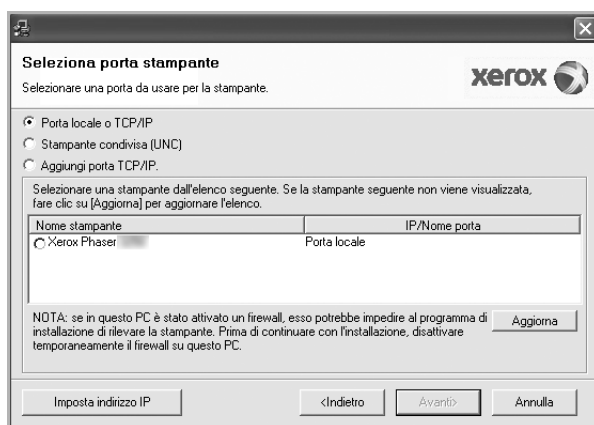 Seleziona porta stampante
Selezionare una porta da usare per la stampante.
xerox
Porta locale o TCP/IP
Stampante condivisa (UNC)
Aggiungi porta TCP/IP.
Selezionare una stampante dall'elenco seguente. Se la stampante seguente non viene visualizzata,
fare clic su [Aggiorna] per aggiornare l'elenco.
Nome stampante IP/Nome porta
Xerox Phaser Porta locale
NOTA: se in questo PC è stato attivato un firewall, esso potrebbe impedire al programma di
installazione di rilevare la stampante. Prima di continuare con l'installazione, disattivare
temporaneamente il firewall su questo PC.
Aggiorna
Imposta indirizzo IP <Indietro Avanti> Annulla